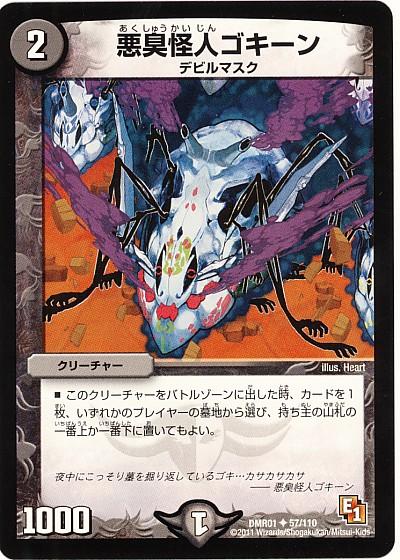 2
あくしゅうかいじん
悪臭怪人ゴキーン
デビルマスク
クリーチャー
illus. Heart
■ このクリーチャーをバトルゾーンに出した時、カードを1
枚、いずれかのプレイヤーの墓地から選び、持ち主の山札の
一番上か一番下に置いてもよい。
夜中にこっそり墓を掘り返しているゴキ…カサカサカサ
―― 悪臭怪人ゴキーン
1000
1
E1
DMR01 ◆ 57/110
©2011 Wizards/Shogakukan/Mitsui-Kids